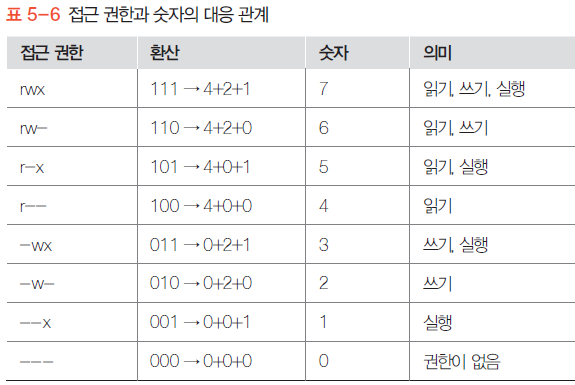 표 5-6 접근 권한과 숫자의 대응 관계
접근 권한 환산 숫자 의미
rwx 111 → 4+2+1 7 읽기, 쓰기, 실행
rw- 110 → 4+2+0 6 읽기, 쓰기
r-x 101 → 4+0+1 5 읽기, 실행
r-- 100 → 4+0+0 4 읽기
-wx 011 → 0+2+1 3 쓰기, 실행
-w- 010 → 0+2+0 2 쓰기
--x 001 → 0+0+1 1 실행
--- 000 → 0+0+0 0 권한이 없음